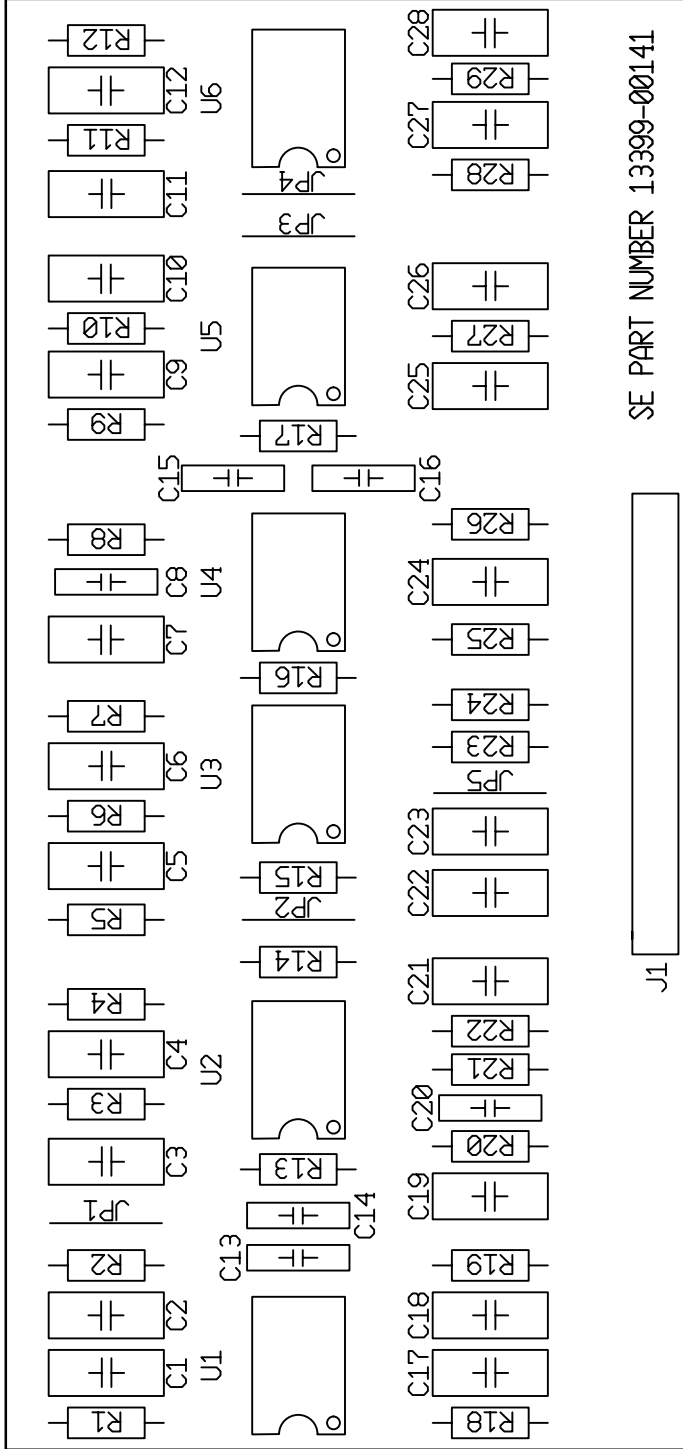 R12
C12
U6
R11
C11
JP4
JP3
C28
R29
C27
R28
SE PART NUMBER 13399-00141
C10
R10
U5
C9
R9
R17
C15
C16
C26
R27
C25
R8
C8
U4
C7
R16
R26
C24
R25
R7
C6
U3
R6
C5
R5
R15
JP2
R14
R24
R23
JP5
C23
C22
J1
R4
C4
U2
R3
C3
JP1
R13
C14
C13
C21
R22
R21
C20
R20
C19
R2
C2
U1
C1
R1
R19
C18
C17
R18